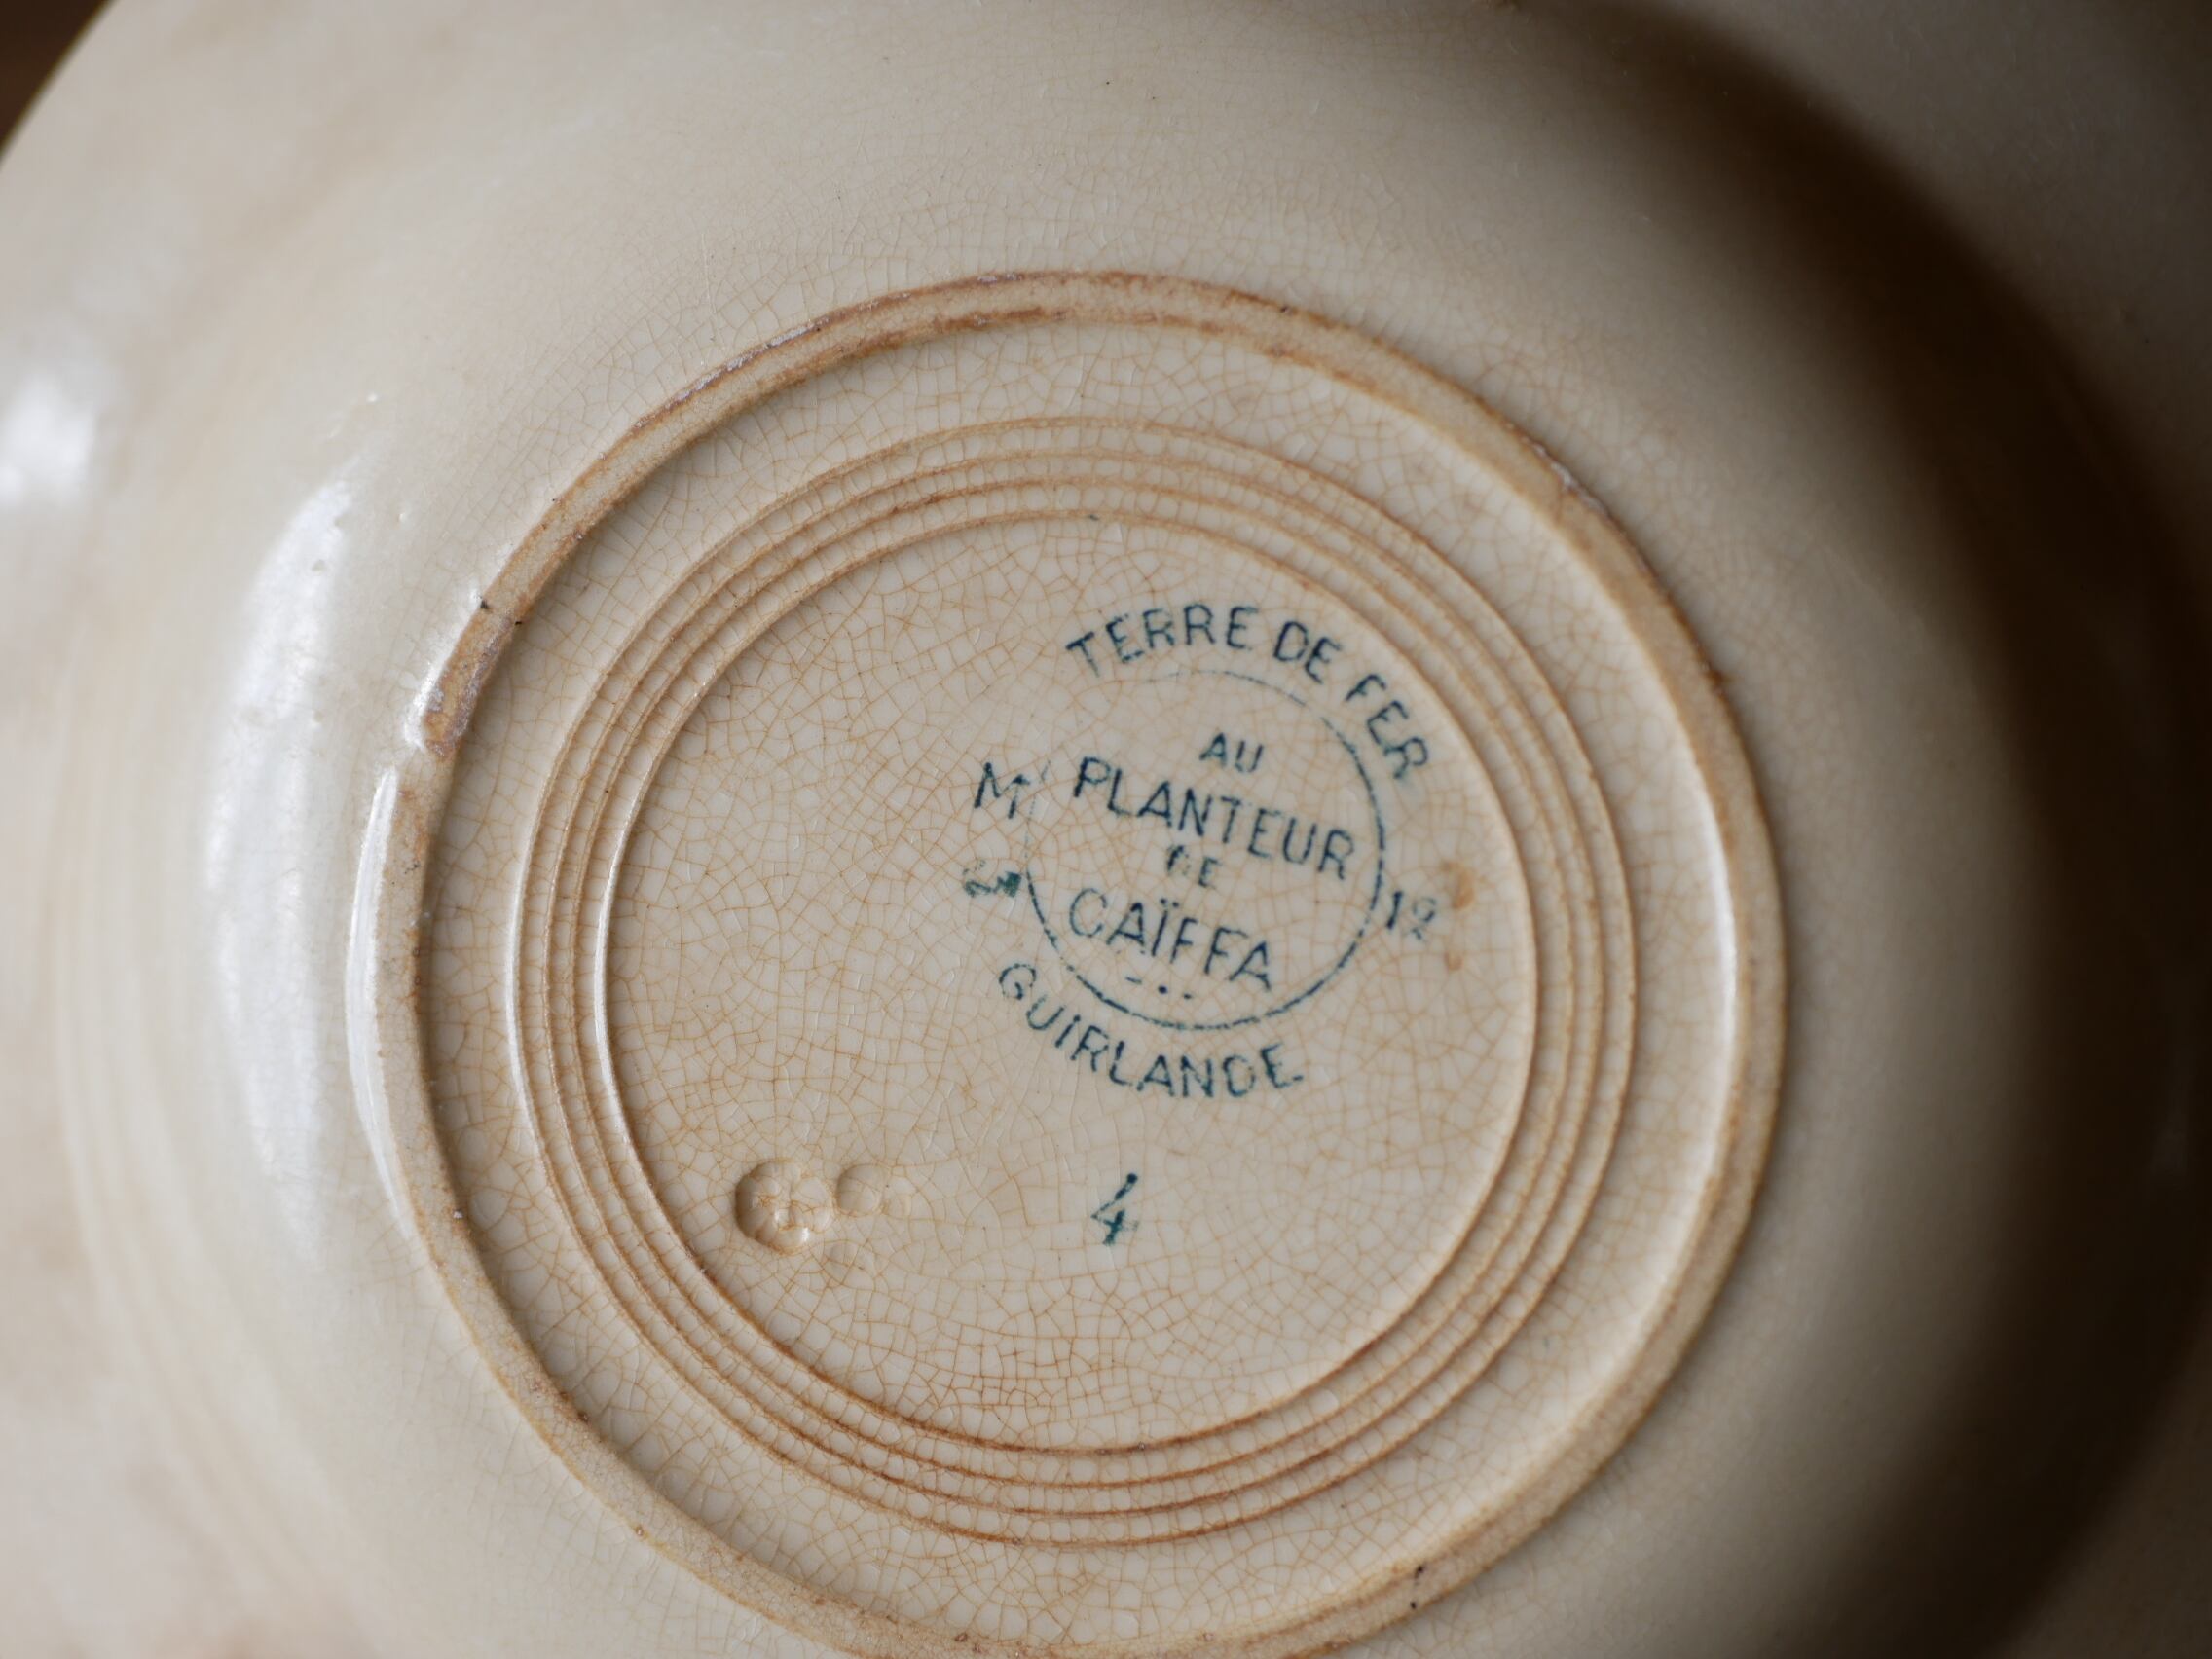 TERRE DE FER
AU
PLANTEUR
DE
CAÏFFA
M
12
GUIRLANDE
4